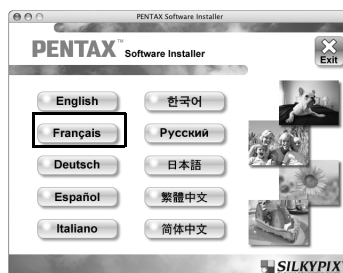 PENTAX Software Installer
PENTAX™ Software Installer
Exit
English
한국어
Français
Русский
Deutsch
日本語
Español
繁體中文
Italiano
简体中文
SILKYPIX